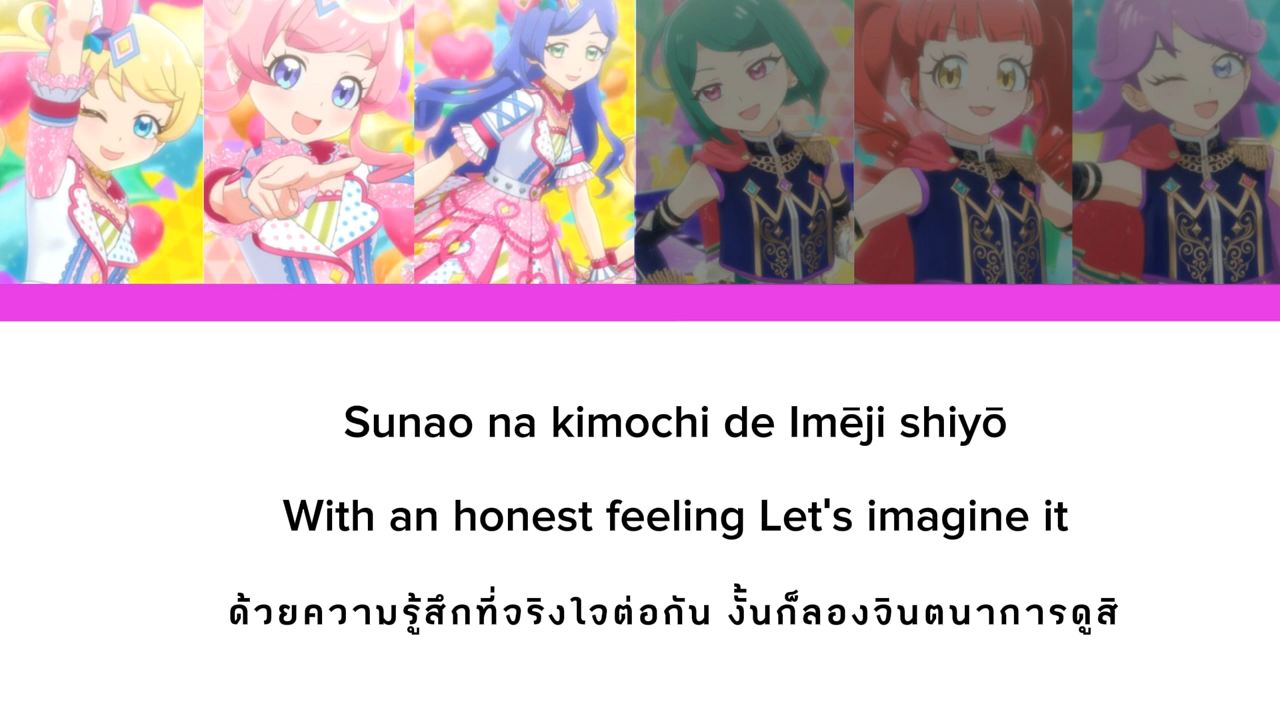 Sunao na kimochi de Imēji shiyō
With an honest feeling Let's imagine it
ด้วยความรู้สึกที่จริงใจต่อกัน งั้นก็ลองจินตนาการดูสิ